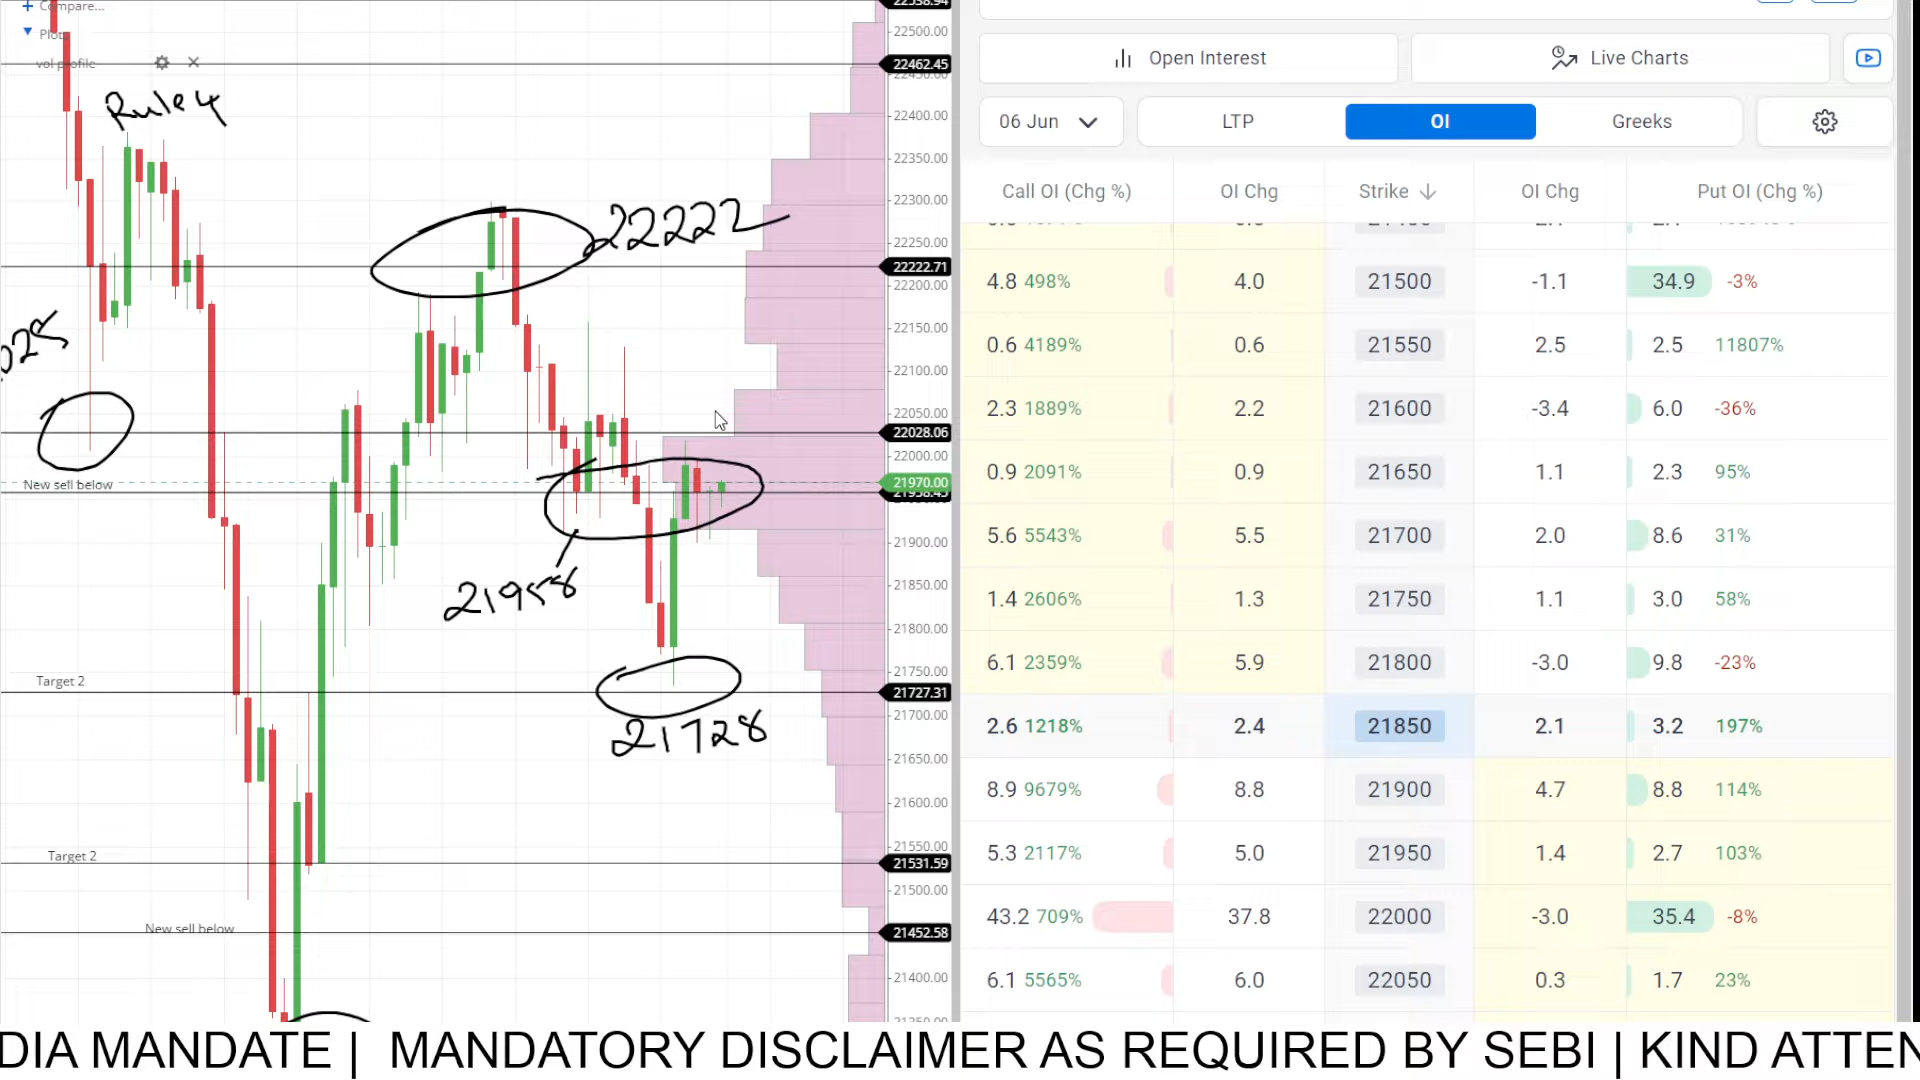 Compare...
22538.94
22500.00
vol profile
22462.45
22450.00
Rule 4
22400.00
22350.00
22300.00
22222
22250.00
22222.71
22200.00
22150.00
22100.00
22050.00
22028.06
22000.00
New sell below
21970.00
21958.45
21958
21900.00
21850.00
21800.00
21750.00
Target 2
21727.31
21728
21700.00
21650.00
21600.00
21550.00
Target 2
21531.59
21500.00
New sell below
21452.58
21400.00
21350.00
Open Interest
Live Charts
06 Jun
LTP
OI
Greeks
Call OI (Chg %) OI Chg Strike ↓ OI Chg Put OI (Chg %)
4.8 498% 4.0 21500 -1.1 34.9 -3%
0.6 4189% 0.6 21550 2.5 2.5 11807%
2.3 1889% 2.2 21600 -3.4 6.0 -36%
0.9 2091% 0.9 21650 1.1 2.3 95%
5.6 5543% 5.5 21700 2.0 8.6 31%
1.4 2606% 1.3 21750 1.1 3.0 58%
6.1 2359% 5.9 21800 -3.0 9.8 -23%
2.6 1218% 2.4 21850 2.1 3.2 197%
8.9 9679% 8.8 21900 4.7 8.8 114%
5.3 2117% 5.0 21950 1.4 2.7 103%
43.2 709% 37.8 22000 -3.0 35.4 -8%
6.1 5565% 6.0 22050 0.3 1.7 23%
DIA MANDATE | MANDATORY DISCLAIMER AS REQUIRED BY SEBI | KIND ATTEN